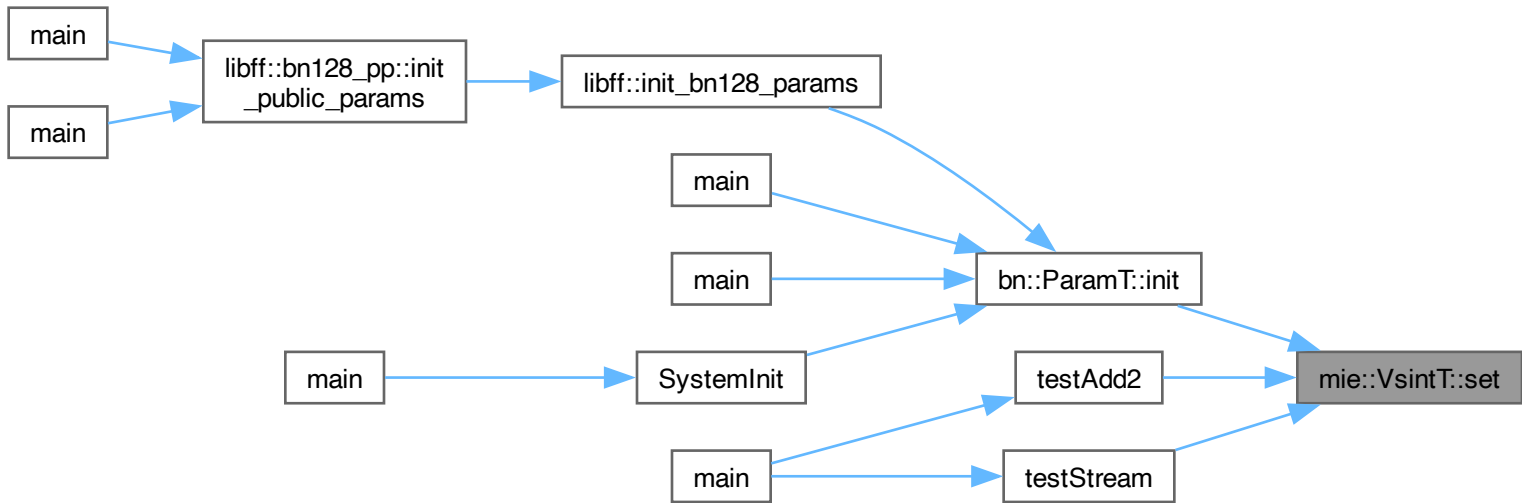 main
libff::bn128_pp::init
_public_params
libff::init_bn128_params
main
main
main
bn::ParamT::init
main
SystemInit
testAdd2
mie::VsintT::set
main
testStream